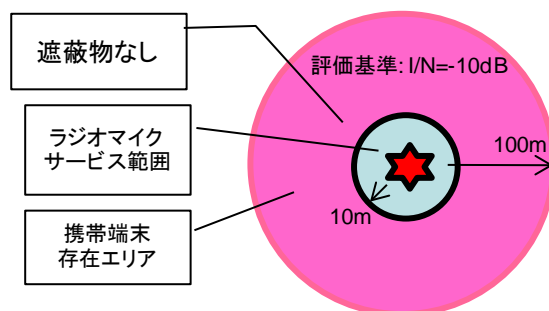 遮蔽物なし
評価基準: I/N=-10dB
ラジオマイク
サービス範囲
100m
10m
携帯端末
存在エリア